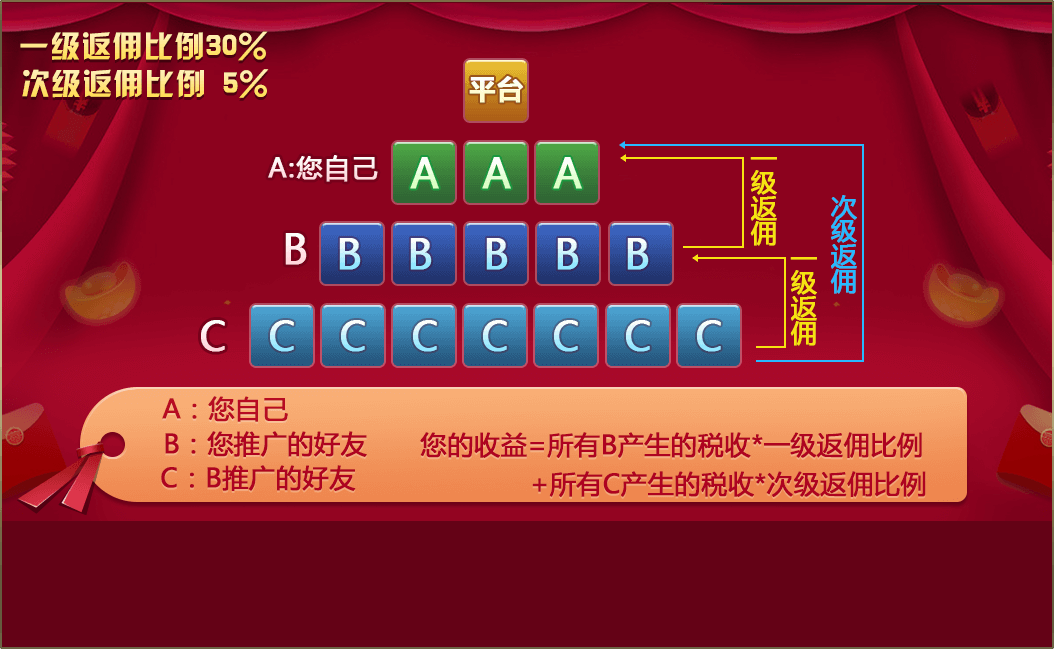 一级返佣比例30%
次级返佣比例 5%
平台
A:您自己 A A A
B B B B B B
C C C C C C C C
一级返佣
一级返佣
次级返佣
A：您自己
B：您推广的好友
C：B推广的好友
您的收益=所有B产生的税收*一级返佣比例
+所有C产生的税收*次级返佣比例